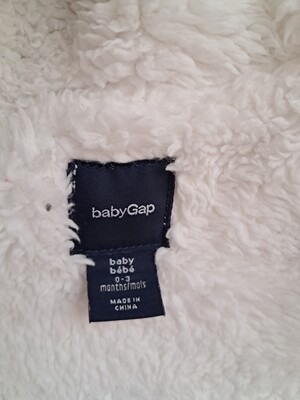 babyGap
baby
bébé
0-3
months/mois
MADE IN
CHINA